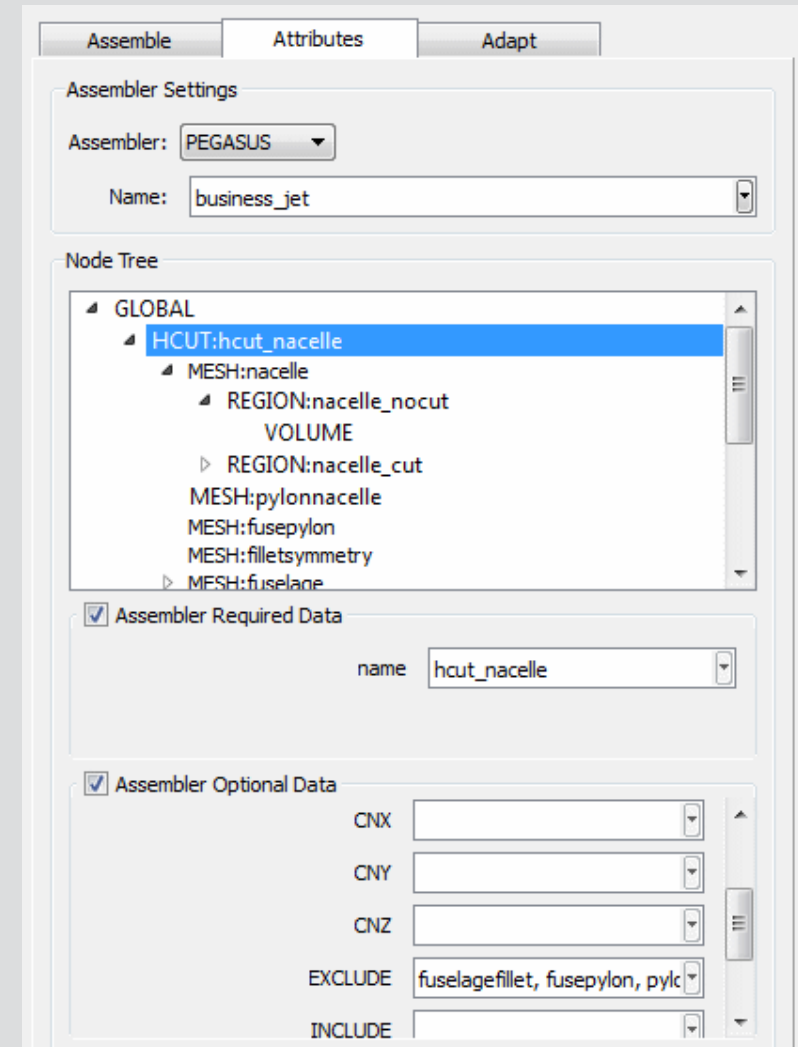 Assemble Attributes Adapt
Assembler Settings
Assembler: PEGASUS
Name: business_jet
Node Tree
GLOBAL
HCUT:hcut_nacelle
MESH:nacelle
REGION:nacelle_nocut
VOLUME
REGION:nacelle_cut
MESH:pylonnacelle
MESH:fusepylon
MESH:filletsymmetry
MESH:fuselage
Assembler Required Data
name hcut_nacelle
Assembler Optional Data
CNX
CNY
CNZ
EXCLUDE fuselagefillet, fusepylon, pylc
INCLUDE